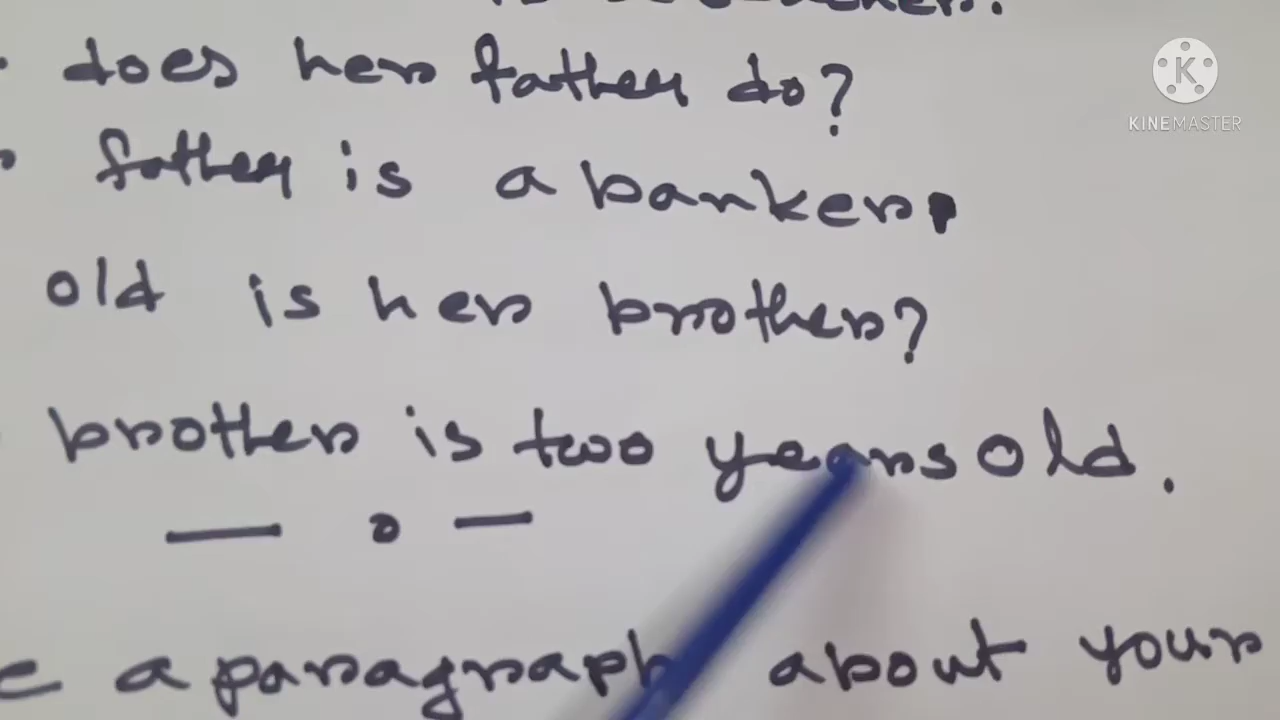 does her father do?
father is a banker.
old is her brother?
brother is two years old.
— o —
a paragraph about your
KINEMASTER